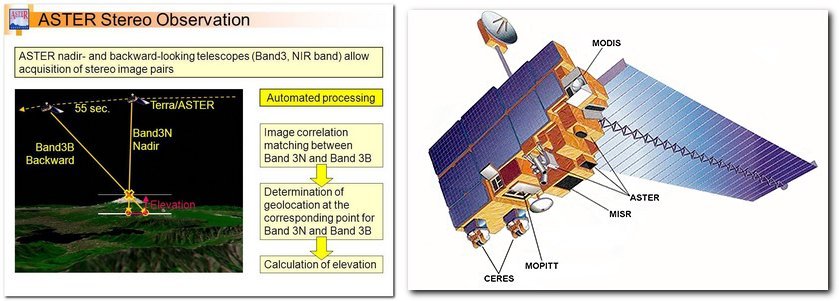 ASTER
ASTER Stereo Observation
ASTER nadir- and backward-looking telescopes (Band3, NIR band) allow
acquisition of stereo image pairs
55 sec.
Terra/ASTER
Band3N
Nadir
Band3B
Backward
Elevation
Automated processing
Image correlation
matching between
Band 3N and Band 3B
Determination of
geolocation at the
corresponding point for
Band 3N and Band 3B
Calculation of elevation
MODIS
ASTER
MISR
MOPITT
CERES